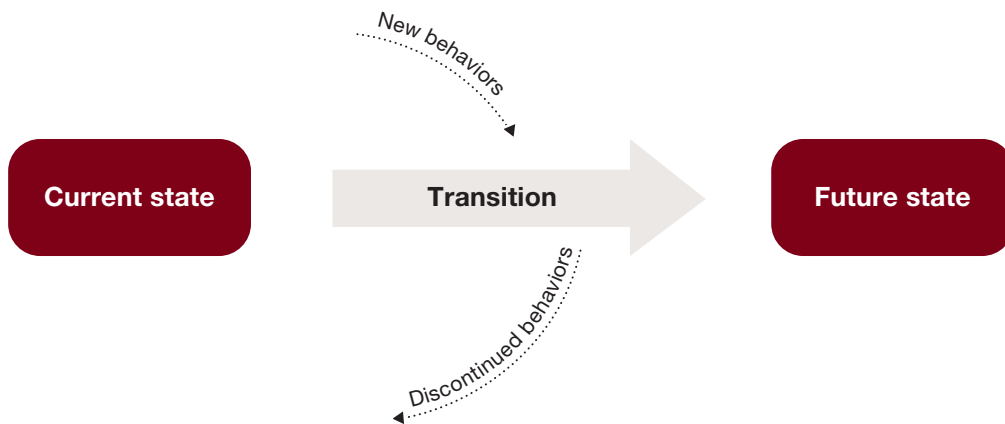 New behaviors
Current state
Transition
Future state
Discontinued behaviors